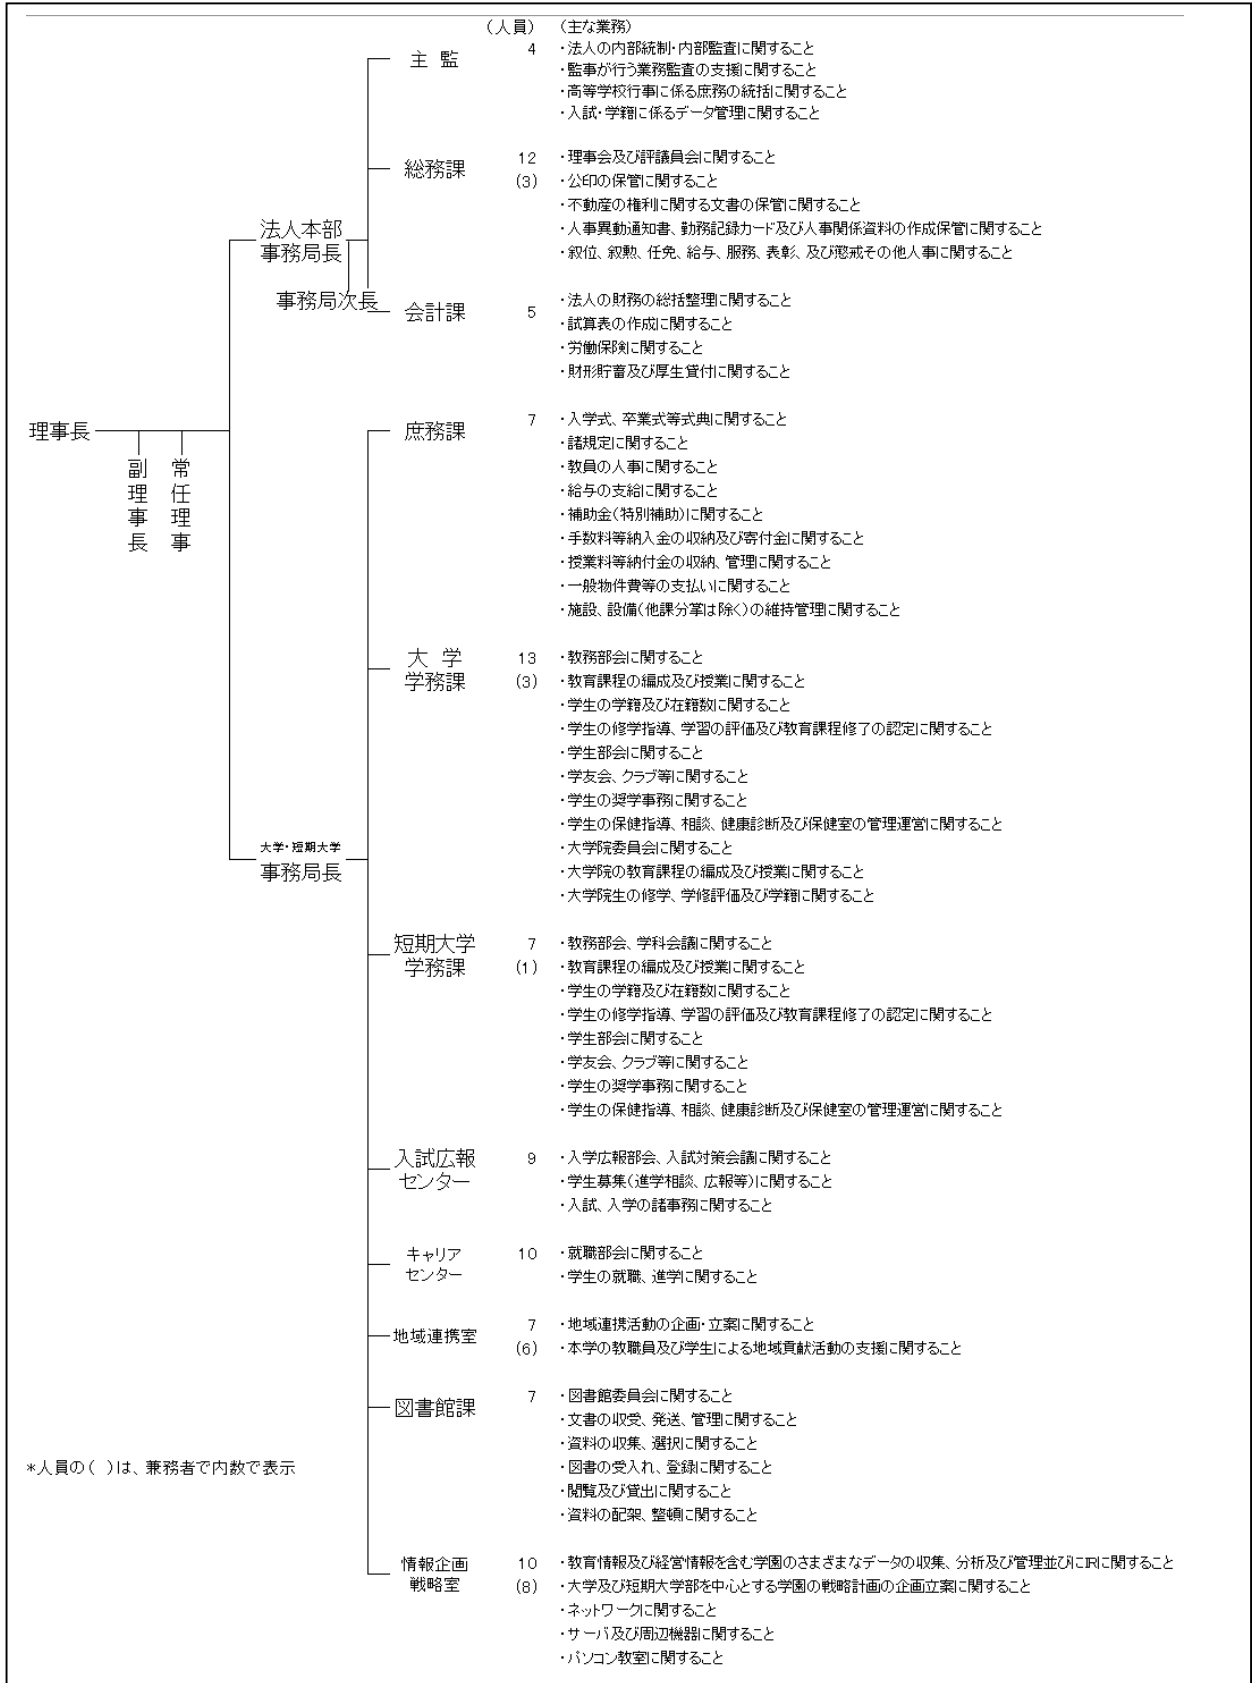 (人員) (主な業務)
主 監 4 ・法人の内部統制・内部監査に関すること
・監事が行う業務監査の支援に関すること
・高等学校行事に係る庶務の統括に関すること
・入試・学籍に係るデータ管理に関すること
総務課 12 ・理事会及び評議員会に関すること
(3) ・公印の保管に関すること
・不動産の権利に関する文書の保管に関すること
・人事異動通知書、勤務記録カード及び人事関係資料の作成保管に関すること
・叙位、叙勲、任免、給与、服務、表彰、及び懲戒その他人事に関すること
法人本部
事務局長
事務局次長
会計課 5 ・法人の財務の総括整理に関すること
・試算表の作成に関すること
・労働保険に関すること
・財形貯蓄及び厚生貸付に関すること
理事長
副理事長
常任理事
庶務課 7 ・入学式、卒業式等式典に関すること
・諸規定に関すること
・教員の人事に関すること
・給与の支給に関すること
・補助金(特別補助)に関すること
・手数料等納入金の収納及び寄付金に関すること
・授業料等納付金の収納、管理に関すること
・一般物件費等の支払いに関すること
・施設、設備(他課分掌は除く)の維持管理に関すること
大 学 13 ・教務部会に関すること
学務課 (3) ・教育課程の編成及び授業に関すること
・学生の学籍及び在籍数に関すること
・学生の修学指導、学習の評価及び教育課程修了の認定に関すること
・学生部会に関すること
・学友会、クラブ等に関すること
・学生の奨学事務に関すること
・学生の保健指導、相談、健康診断及び保健室の管理運営に関すること
・大学院委員会に関すること
・大学院の教育課程の編成及び授業に関すること
・大学院生の修学、学修評価及び学籍に関すること
大学・短期大学
事務局長
短期大学 7 ・教務部会、学科会議に関すること
学務課 (1) ・教育課程の編成及び授業に関すること
・学生の学籍及び在籍数に関すること
・学生の修学指導、学習の評価及び教育課程修了の認定に関すること
・学生部会に関すること
・学友会、クラブ等に関すること
・学生の奨学事務に関すること
・学生の保健指導、相談、健康診断及び保健室の管理運営に関すること
入試広報 9 ・入学広報部会、入試対策会議に関すること
センター ・学生募集(進学相談、広報等)に関すること
・入試、入学の諸事務に関すること
キャリア 10 ・就職部会に関すること
センター ・学生の就職、進学に関すること
地域連携室 7 ・地域連携活動の企画・立案に関すること
(6) ・本学の教職員及び学生による地域貢献活動の支援に関すること
図書館課 7 ・図書館委員会に関すること
・文書の収受、発送、管理に関すること
・資料の収集、選択に関すること
・図書の受入れ、登録に関すること
・閲覧及び貸出に関すること
・資料の配架、整頓に関すること
*人員の( )は、兼務者で内数で表示
情報企画 10 ・教育情報及び経営情報を含む学園のさまざまなデータの収集、分析及び管理並びにIRに関すること
戦略室 (8) ・大学及び短期大学部を中心とする学園の戦略計画の企画立案に関すること
・ネットワークに関すること
・サーバ及び周辺機器に関すること
・パソコン教室に関すること